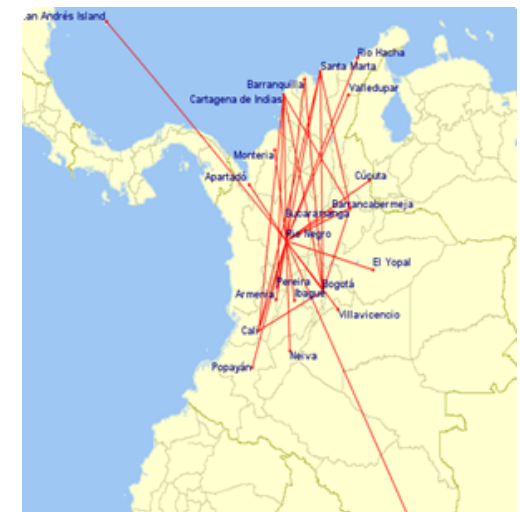 .an Andrés Island
Rio Hacha
Santa Marta
Barranquilla
Valledupar
Cartagena de Indias
Monteria
Apartadó
Cúcuta
Barrancabermeja
Bucaramanga
Rio Negro
El Yopal
Pereira
Bogotá
Armenia
Ibague
Villavicencio
Cali
Neiva
Popayán